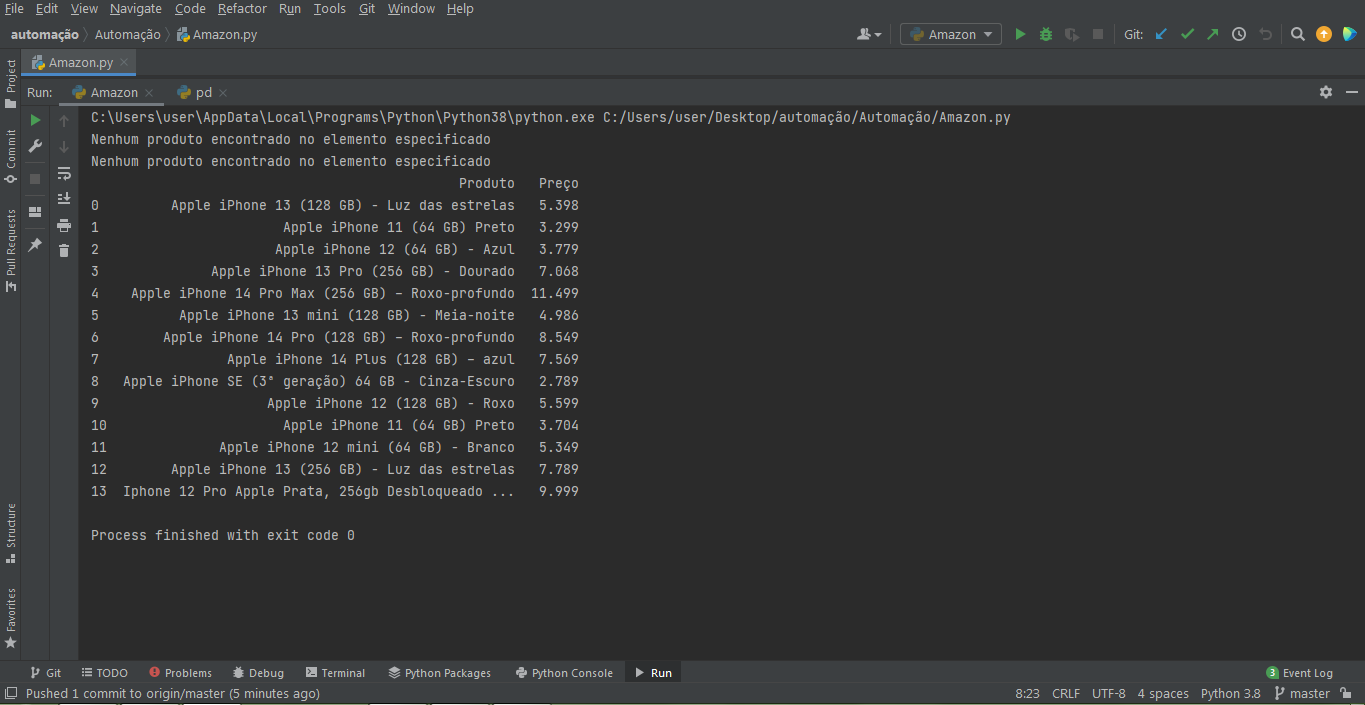 File Edit View Navigate Code Refactor Run Tools Git Window Help
automação Automação Amazon.py Amazon Git:
Amazon.py
Run: Amazon pd
Project
Commit
Pull Requests
Structure
Favorites
C:\Users\user\AppData\Local\Programs\Python\Python38\python.exe C:/Users/user/Desktop/automação/Automação/Amazon.py
Nenhum produto encontrado no elemento especificado
Nenhum produto encontrado no elemento especificado
Produto Preço
0 Apple iPhone 13 (128 GB) - Luz das estrelas 5.398
1 Apple iPhone 11 (64 GB) Preto 3.299
2 Apple iPhone 12 (64 GB) - Azul 3.779
3 Apple iPhone 13 Pro (256 GB) - Dourado 7.068
4 Apple iPhone 14 Pro Max (256 GB) – Roxo-profundo 11.499
5 Apple iPhone 13 mini (128 GB) - Meia-noite 4.986
6 Apple iPhone 14 Pro (128 GB) – Roxo-profundo 8.549
7 Apple iPhone 14 Plus (128 GB) – azul 7.569
8 Apple iPhone SE (3ª geração) 64 GB - Cinza-Escuro 2.789
9 Apple iPhone 12 (128 GB) - Roxo 5.599
10 Apple iPhone 11 (64 GB) Preto 3.704
11 Apple iPhone 12 mini (64 GB) - Branco 5.349
12 Apple iPhone 13 (256 GB) - Luz das estrelas 7.789
13 Iphone 12 Pro Apple Prata, 256gb Desbloqueado ... 9.999
Process finished with exit code 0
Git TODO Problems Debug Terminal Python Packages Python Console Run 3 Event Log
Pushed 1 commit to origin/master (5 minutes ago) 8:23 CRLF UTF-8 4 spaces Python 3.8 master